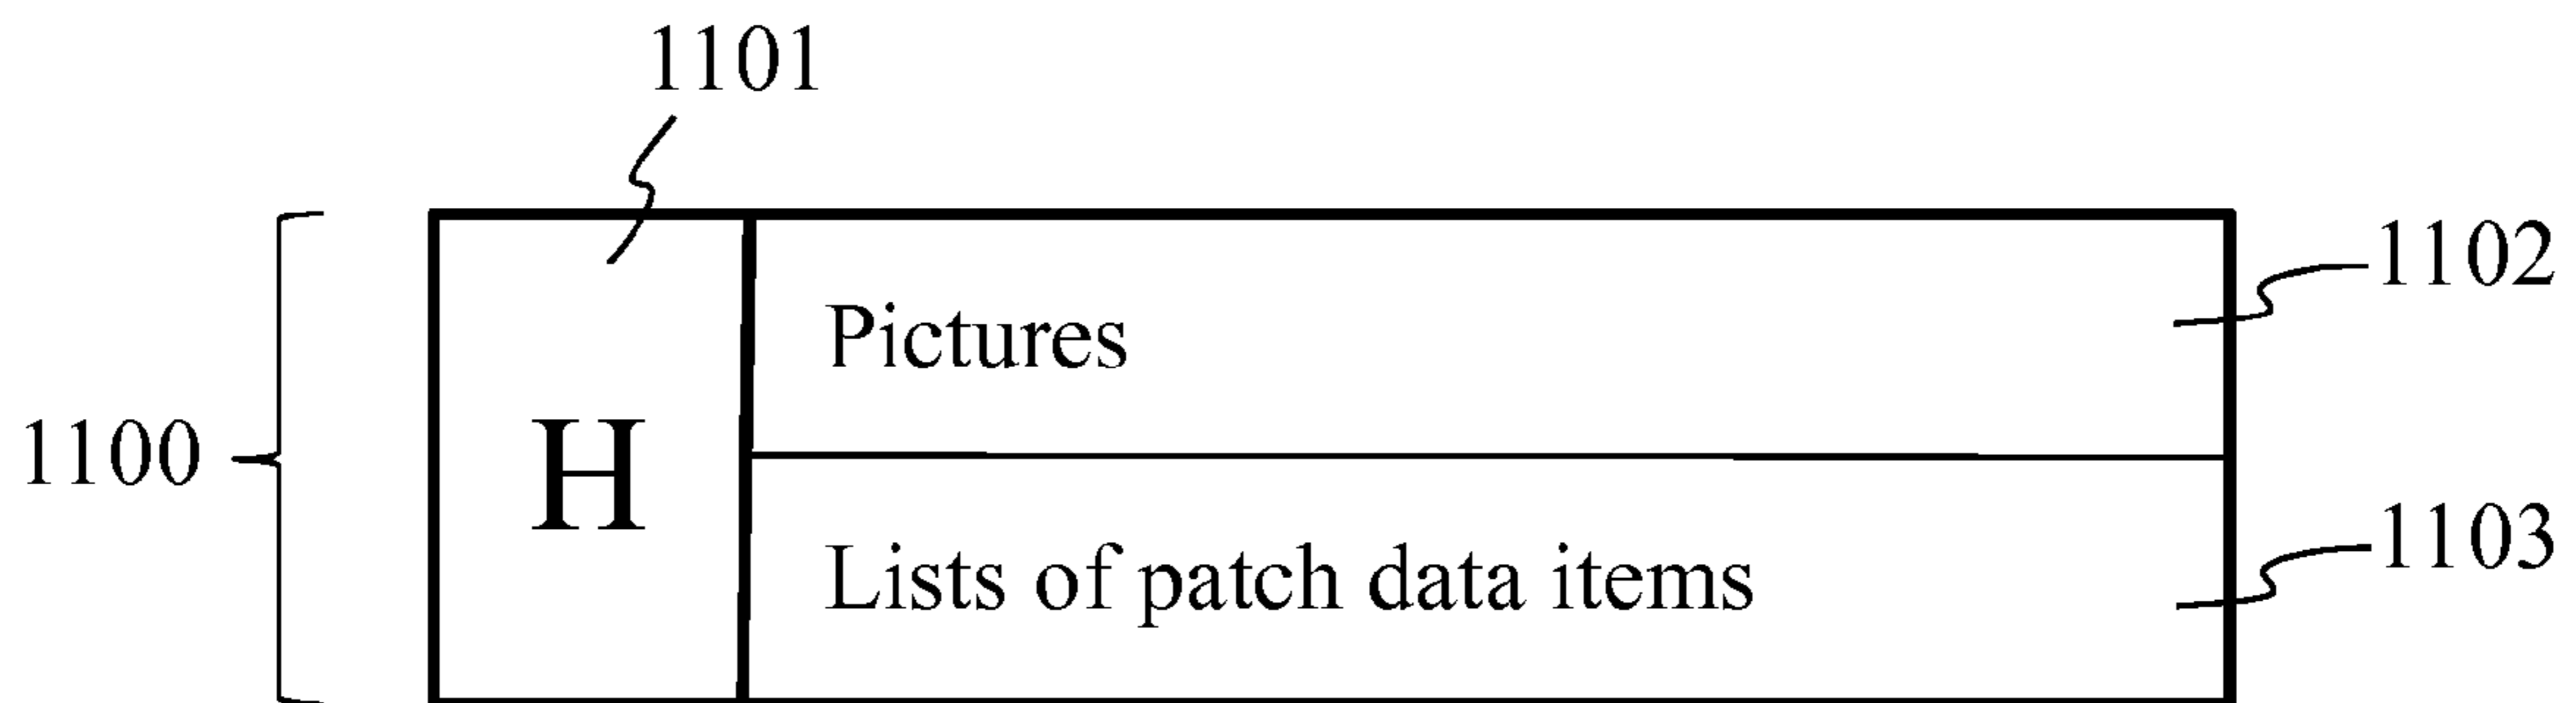 1101
1102
Pictures
1100
H
1103
Lists of patch data items